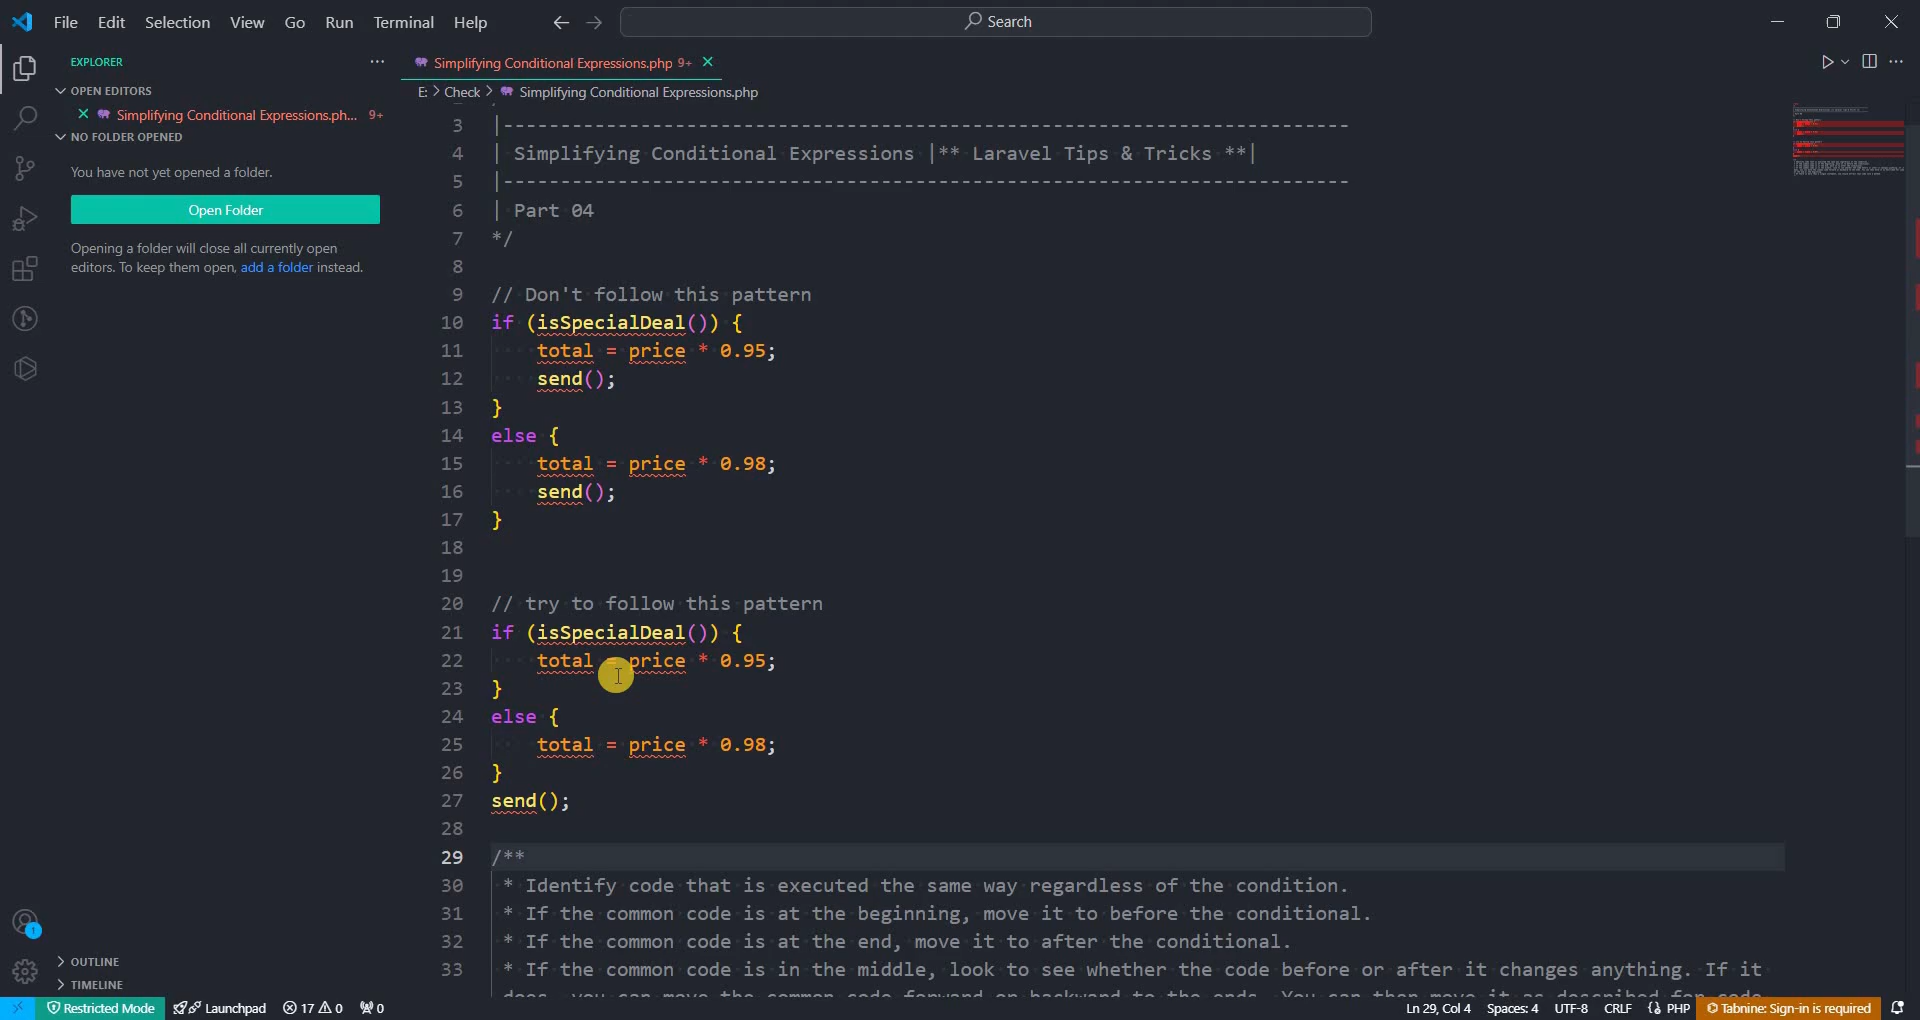 File Edit Selection View Go Run Terminal Help
Search
EXPLORER
OPEN EDITORS
Simplifying Conditional Expressions.ph... 9+
NO FOLDER OPENED
You have not yet opened a folder.
Open Folder
Opening a folder will close all currently open
editors. To keep them open, add a folder instead.
OUTLINE
TIMELINE
Simplifying Conditional Expressions.php 9+
E: > Check > Simplifying Conditional Expressions.php
3 |--------------------------------------------------------------------------
4 | Simplifying Conditional Expressions |** Laravel Tips & Tricks **|
5 |--------------------------------------------------------------------------
6 | Part 04
7 */
8
9 // Don't follow this pattern
10 if (isSpecialDeal()) {
11     total = price * 0.95;
12     send();
13 }
14 else {
15     total = price * 0.98;
16     send();
17 }
18
19
20 // try to follow this pattern
21 if (isSpecialDeal()) {
22     total = price * 0.95;
23 }
24 else {
25     total = price * 0.98;
26 }
27 send();
28
29 /**
30  * Identify code that is executed the same way regardless of the condition.
31  * If the common code is at the beginning, move it to before the conditional.
32  * If the common code is at the end, move it to after the conditional.
33  * If the common code is in the middle, look to see whether the code before or after it changes anything. If it
1
Restricted Mode Launchpad 17 0 0 Ln 29, Col 4 Spaces: 4 UTF-8 CRLF PHP Tabnine: Sign-in is required